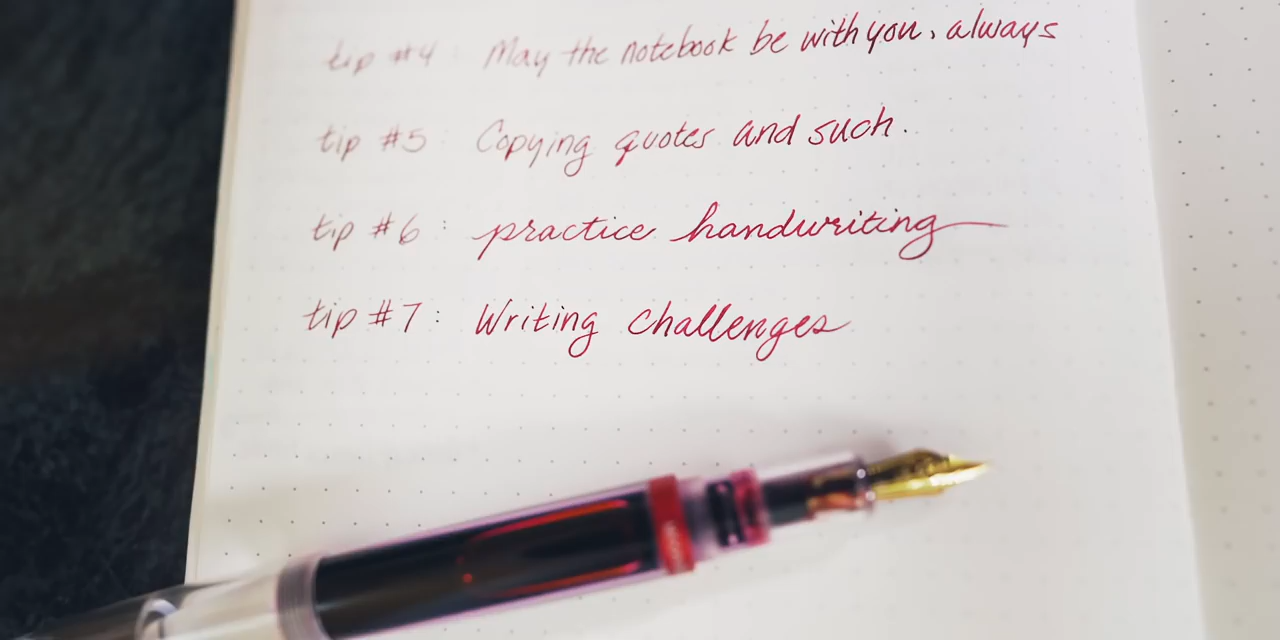 tip #4 May the notebook be with you, always
tip #5 Copying quotes and such.
tip #6: practice handwriting
tip #7: Writing Challenges